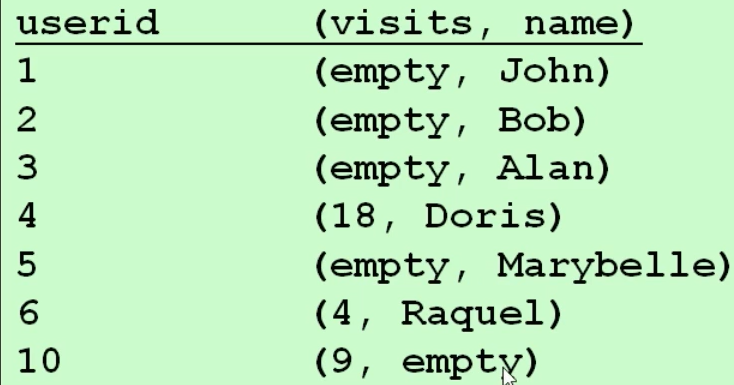 userid (visits, name)
1 (empty, John)
2 (empty, Bob)
3 (empty, Alan)
4 (18, Doris)
5 (empty, Marybelle)
6 (4, Raquel)
10 (9, empty)